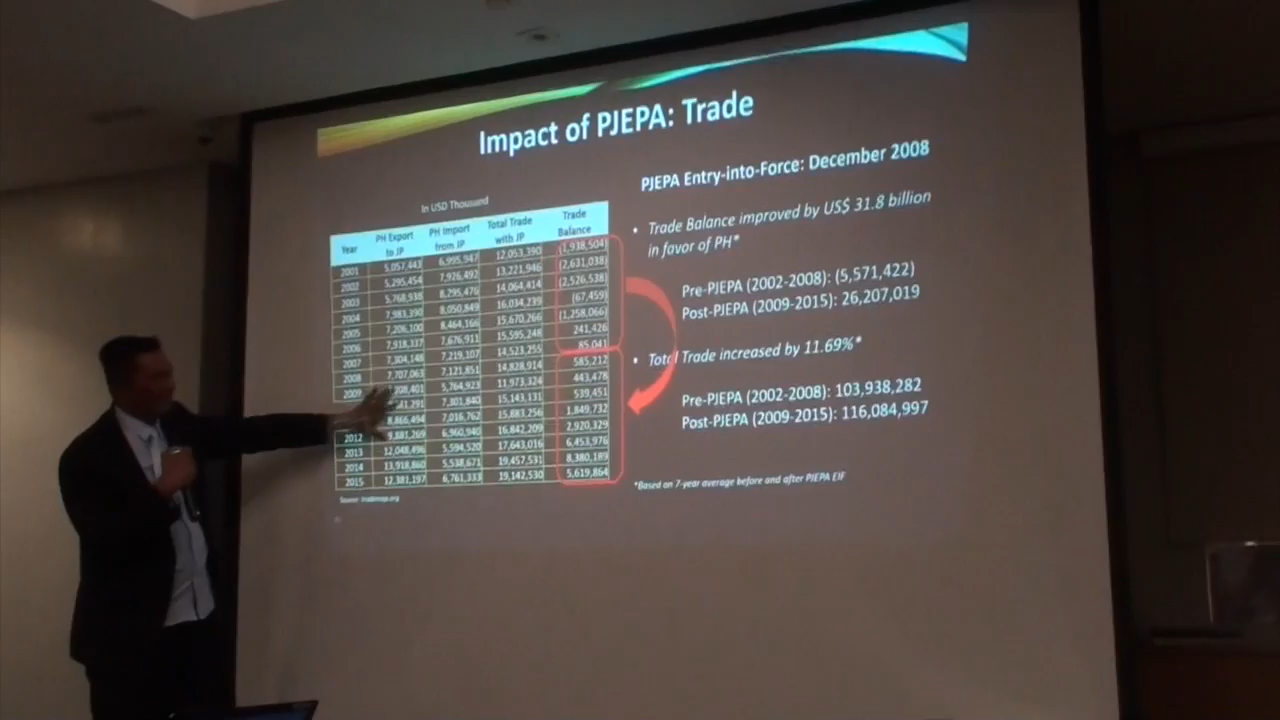 Impact of PJEPA: Trade
In USD Thousand
Year PH Export to JP PH Import from JP Total Trade with JP Trade Balance
2001 5,057,443 6,995,947 12,053,390 (1,938,504)
2002 5,295,454 7,926,492 13,221,946 (2,631,038)
2003 5,768,938 8,295,476 14,064,414 (2,526,538)
2004 7,983,390 8,050,849 16,034,239 (67,459)
2005 7,206,100 8,464,166 15,670,266 (1,258,066)
2006 7,918,337 7,676,911 15,595,248 241,426
2007 7,304,148 7,219,107 14,523,255 85,041
2008 7,707,063 7,121,851 14,828,914 585,212
2009 208,401 5,764,923 11,973,324 443,478
41,291 7,301,840 15,143,131 539,451
8,866,494 7,016,762 15,883,256 1,849,732
2012 9,881,269 6,960,940 16,842,209 2,920,329
2013 12,048,496 5,594,520 17,643,016 6,453,976
2014 13,918,860 5,538,671 19,457,531 8,380,189
2015 12,381,197 6,761,333 19,142,530 5,619,864
Source: trademap.org
PJEPA Entry-into-Force: December 2008
• Trade Balance improved by US$ 31.8 billion
in favor of PH*
Pre-PJEPA (2002-2008): (5,571,422)
Post-PJEPA (2009-2015): 26,207,019
• Total Trade increased by 11.69%*
Pre-PJEPA (2002-2008): 103,938,282
Post-PJEPA (2009-2015): 116,084,997
*Based on 7-year average before and after PJEPA EIF